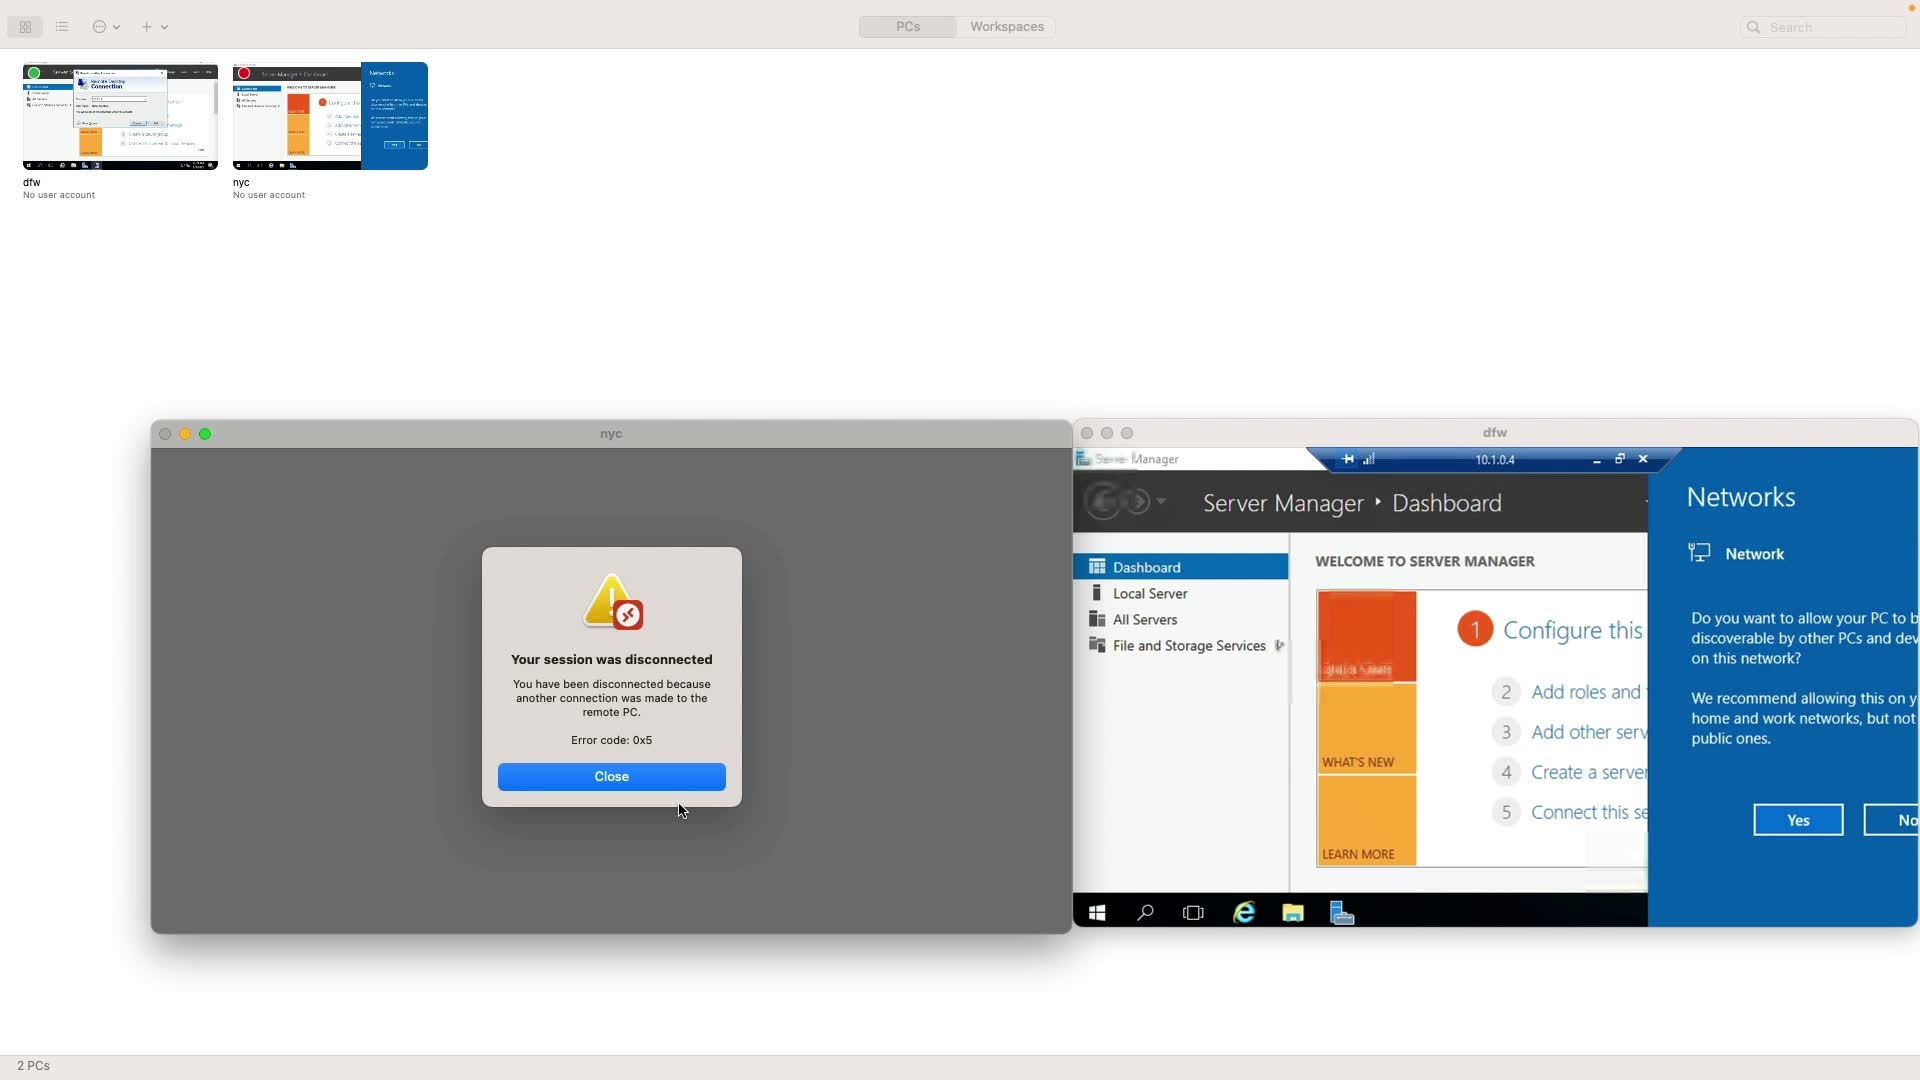 PCs
Workspaces
Search
dfw
No user account
nyc
No user account
nyc
Your session was disconnected
You have been disconnected because
another connection was made to the
remote PC.
Error code: 0x5
Close
dfw
Server Manager
10.1.0.4
Server Manager ‣ Dashboard
Dashboard
Local Server
All Servers
File and Storage Services
WELCOME TO SERVER MANAGER
WHAT'S NEW
LEARN MORE
1 Configure this
2 Add roles and
3 Add other serv
4 Create a server
5 Connect this se
Networks
Network
Do you want to allow your PC to b
discoverable by other PCs and dev
on this network?
We recommend allowing this on y
home and work networks, but not
public ones.
Yes
No
2 PCs